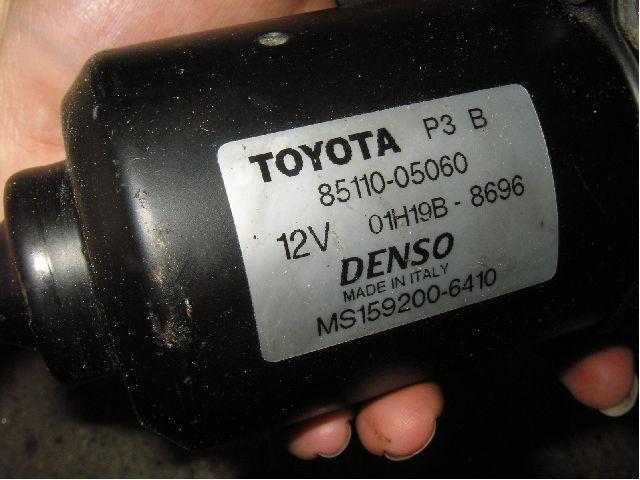 TOYOTA P3 B
85110-05060
12V 01H19B - 8696
DENSO
MADE IN ITALY
MS159200-6410